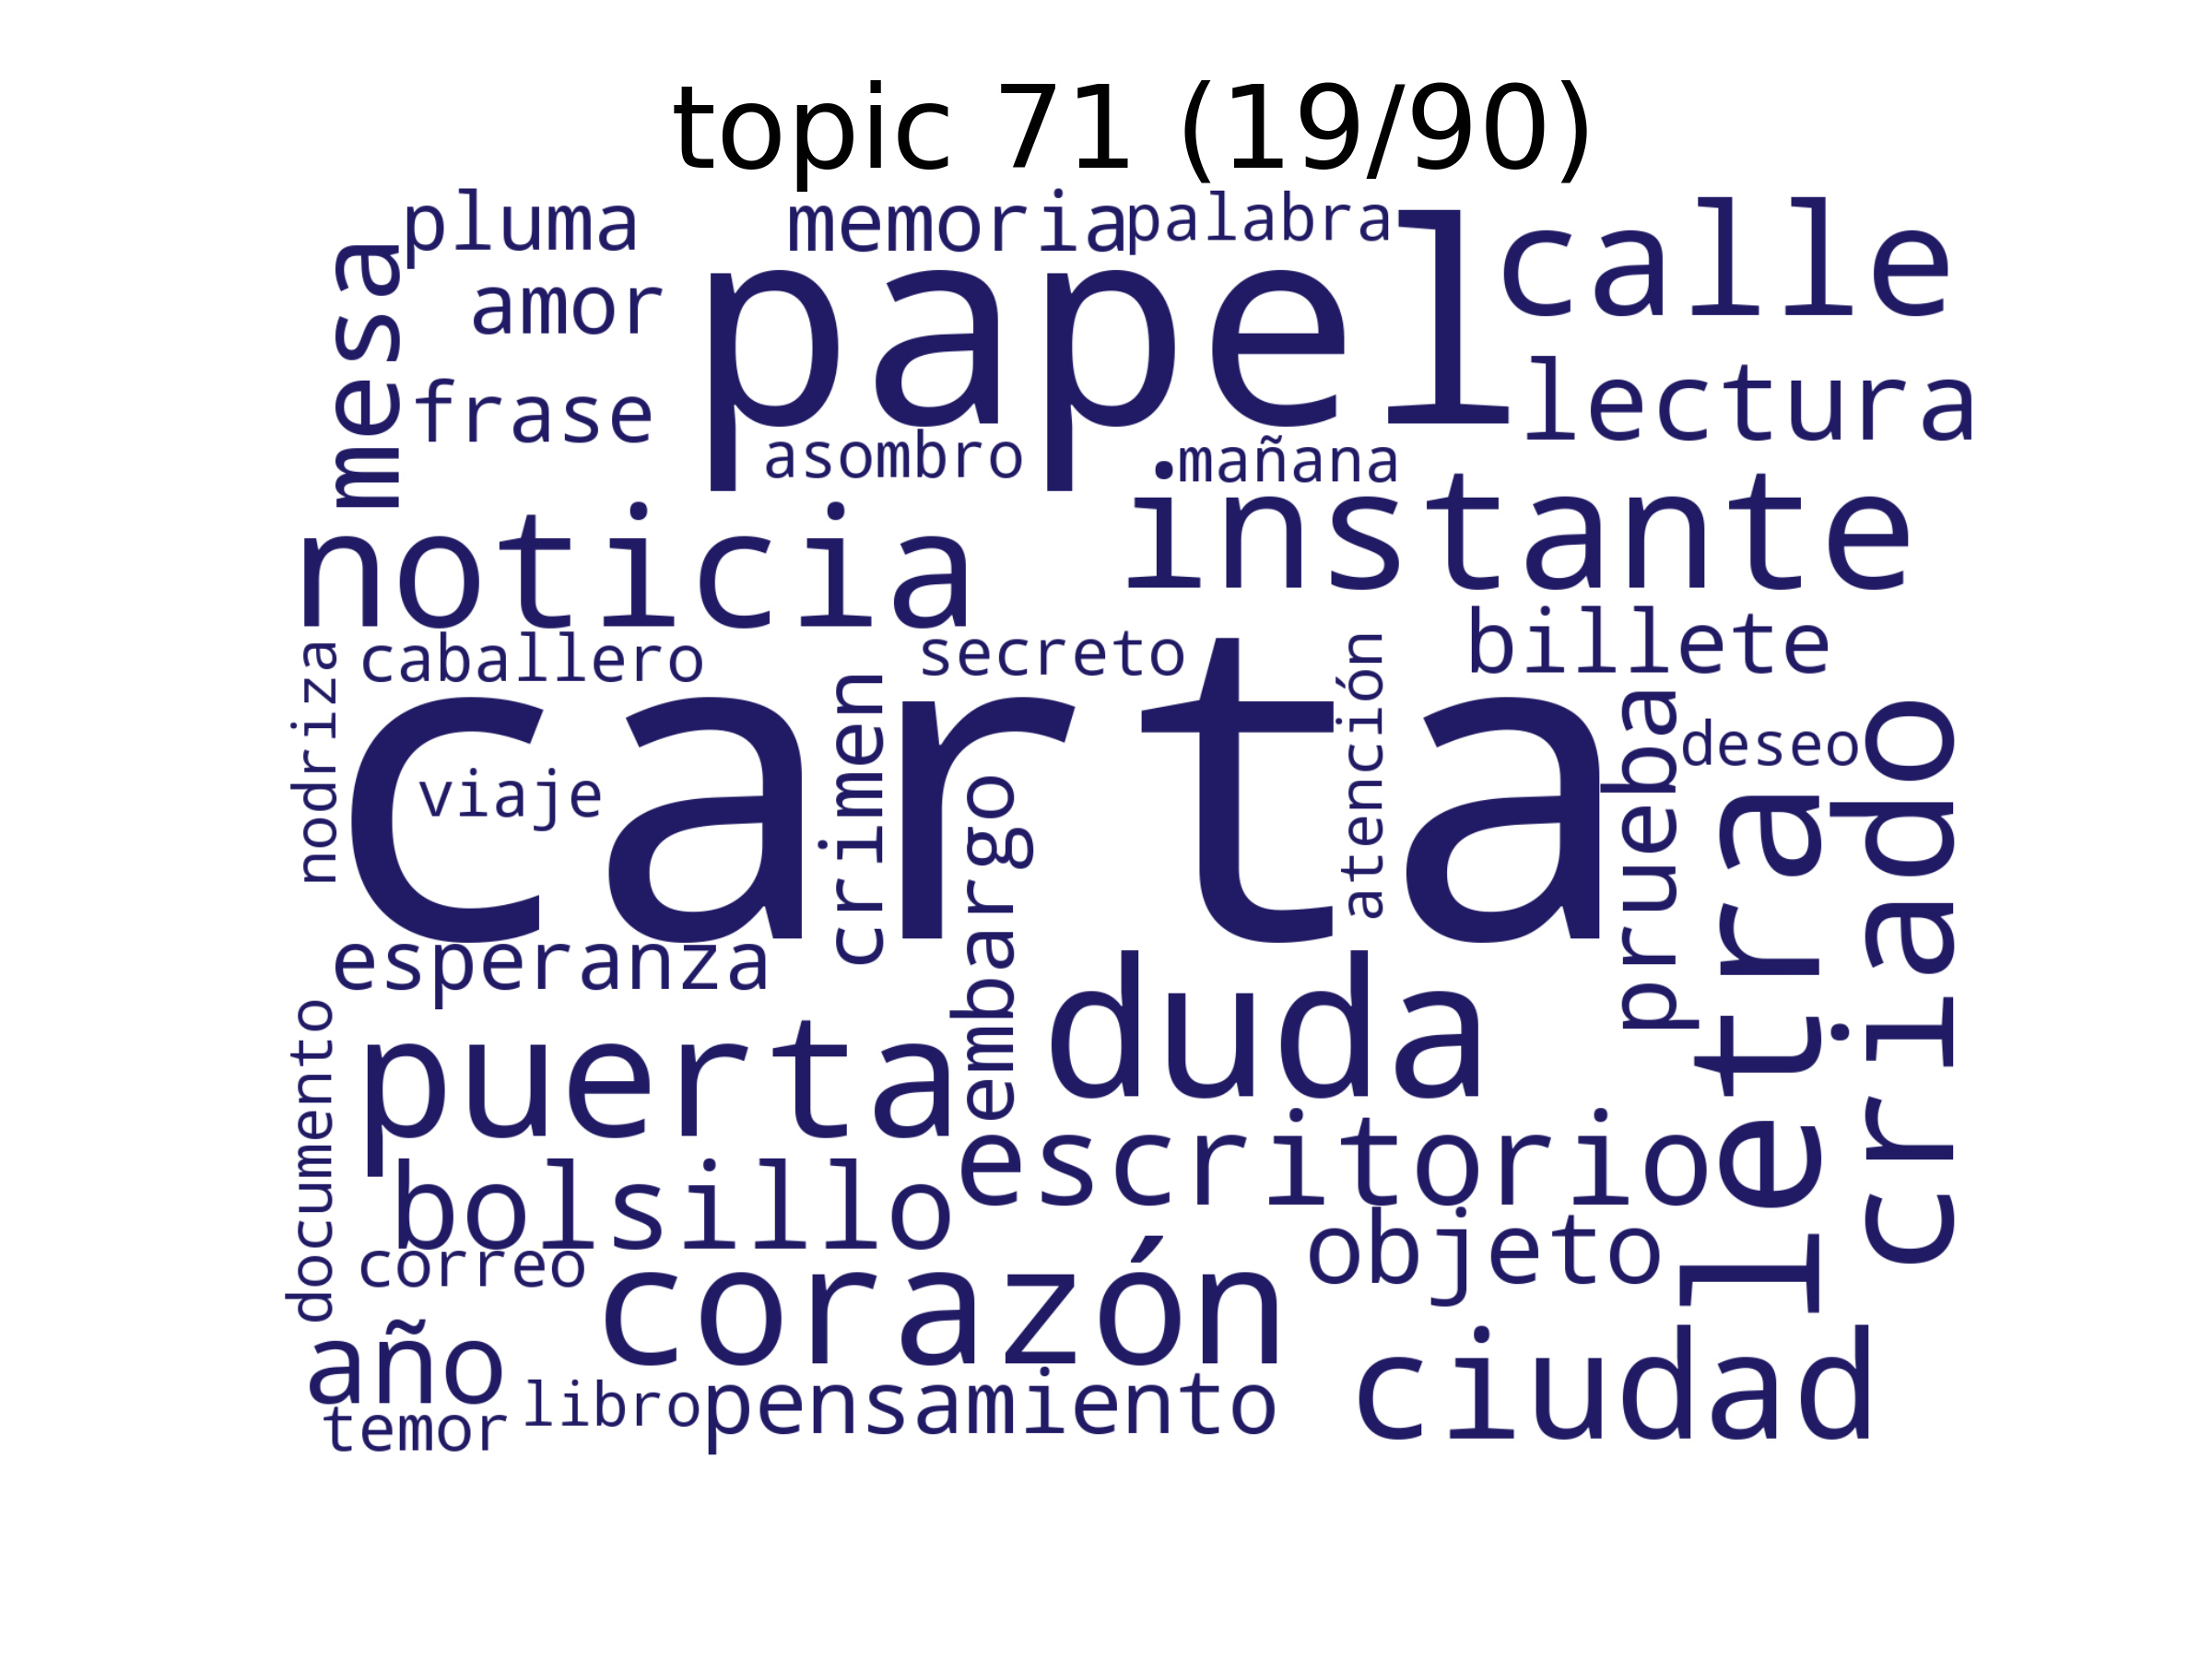 topic 71 (19/90)
pluma
memoria
palabra
calle
mesa
amor
papel
frase
lectura
asombro
mañana
noticia
instante
caballero
secreto
billete
nodriza
carta
viaje
crimen
embargo
atención
prueba
deseo
letra
criado
esperanza
duda
documento
puerta
escritorio
bolsillo
correo
corazón
objeto
año
ciudad
temor
libro
pensamiento